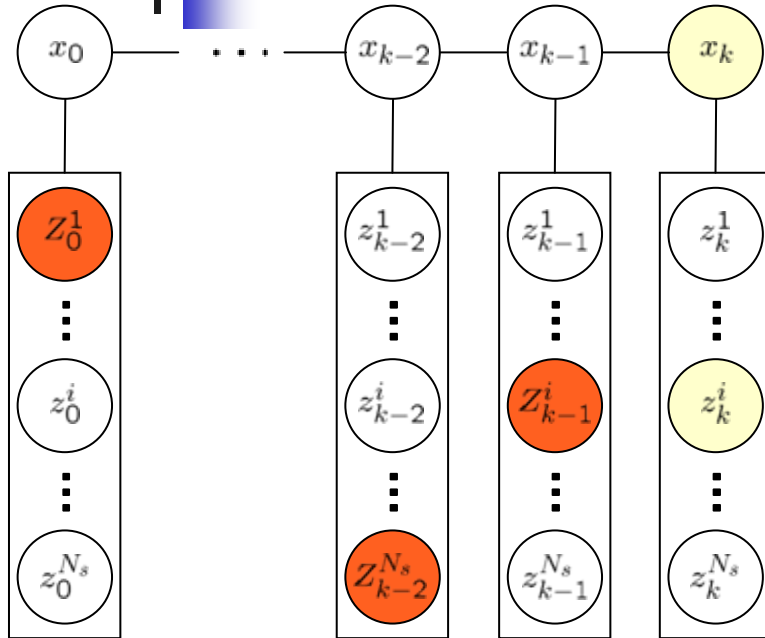 x_0 ··· x_{k-2} x_{k-1} x_k
Z_0^1 z_{k-2}^1 z_{k-1}^1 z_k^1
⋮ ⋮ ⋮ ⋮
z_0^i z_{k-2}^i Z_{k-1}^i z_k^i
⋮ ⋮ ⋮ ⋮
z_0^{N_s} Z_{k-2}^{N_s} z_{k-1}^{N_s} z_k^{N_s}